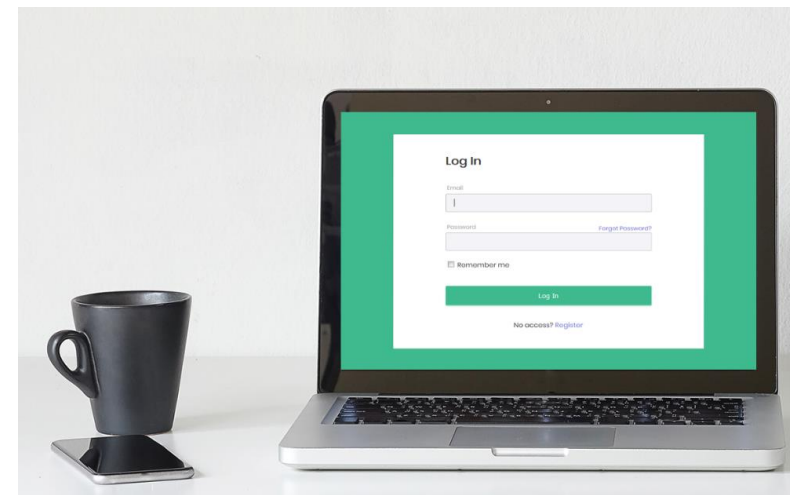 Log In
Email
Password Forgot Password?
Remember me
Log In
No access? Register